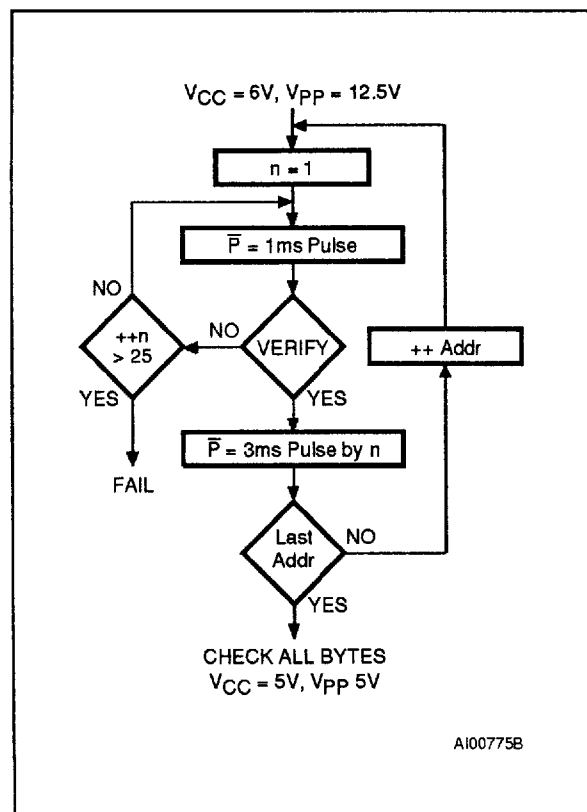 VCC = 6V, VPP = 12.5V
n = 1
P̅ = 1ms Pulse
NO
++n
> 25
NO
VERIFY
++ Addr
YES
YES
P̅ = 3ms Pulse by n
FAIL
Last
Addr
NO
YES
CHECK ALL BYTES
VCC = 5V, VPP 5V
AI00775B